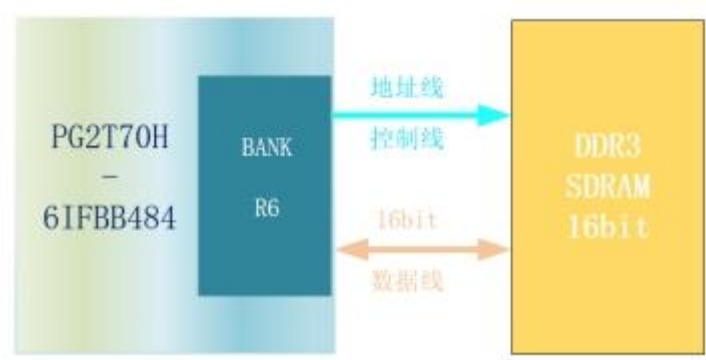 PG2T70H
-
6IFBB484
BANK
R6
地址线
控制线
16bit
数据线
DDR3
SDRAM
16bit